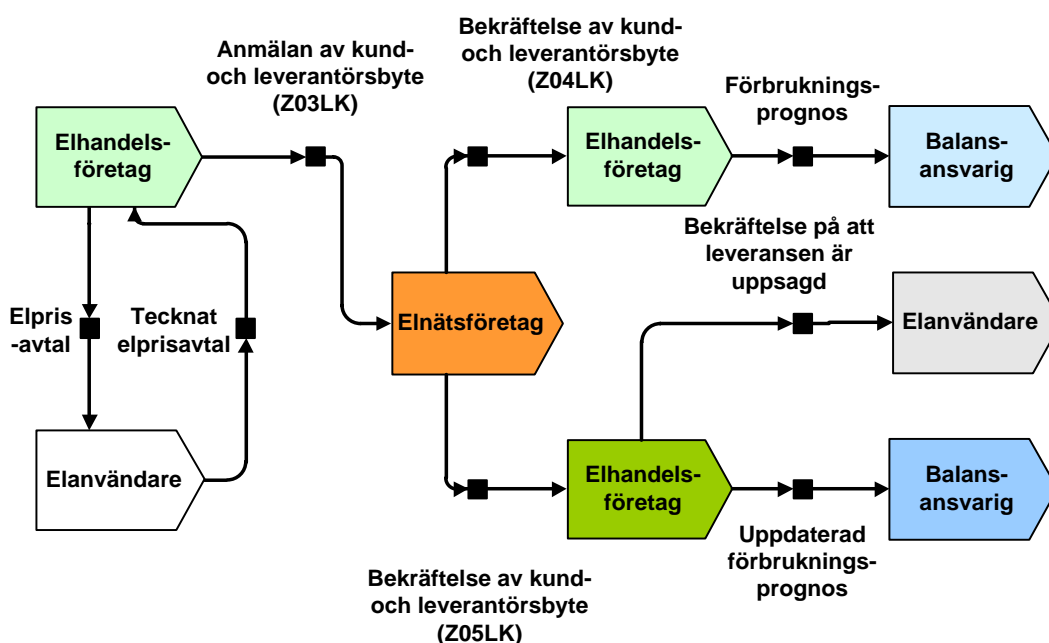 Anmälan av kund-
och leverantörsbyte
(Z03LK)
Bekräftelse av kund-
och leverantörsbyte
(Z04LK)
Förbruknings-
prognos
Elhandels-
företag
Elhandels-
företag
Balans-
ansvarig
Bekräftelse på att
leveransen är
uppsagd
Elpris
-avtal
Tecknat
elprisavtal
Elnätsföretag
Elanvändare
Elanvändare
Elhandels-
företag
Balans-
ansvarig
Uppdaterad
förbruknings-
prognos
Bekräftelse av kund-
och leverantörsbyte
(Z05LK)